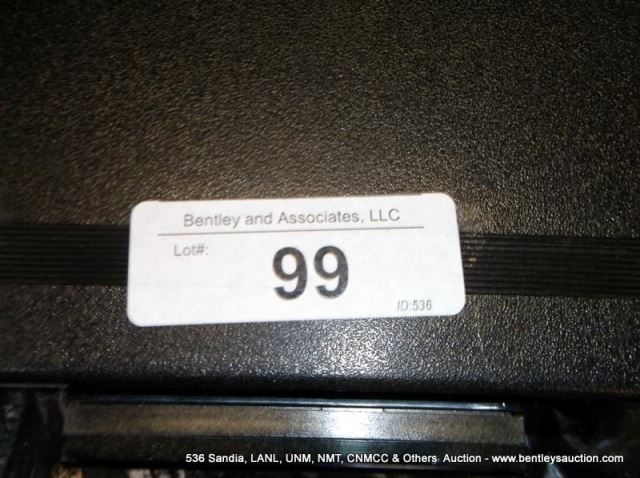 Bentley and Associates, LLC
Lot#:
99
ID:536
536 Sandia, LANL, UNM, NMT, CNMCC & Others Auction - www.bentleysauction.com